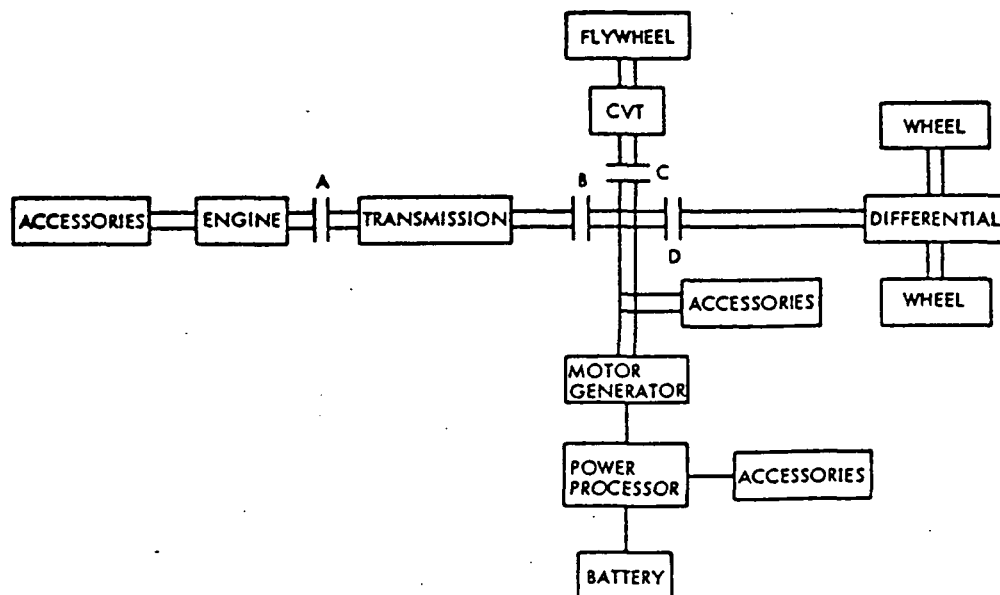 FLYWHEEL
CVT
WHEEL
A
B
C
ACCESSORIES
ENGINE
TRANSMISSION
DIFFERENTIAL
D
ACCESSORIES
WHEEL
MOTOR
GENERATOR
POWER
PROCESSOR
ACCESSORIES
BATTERY